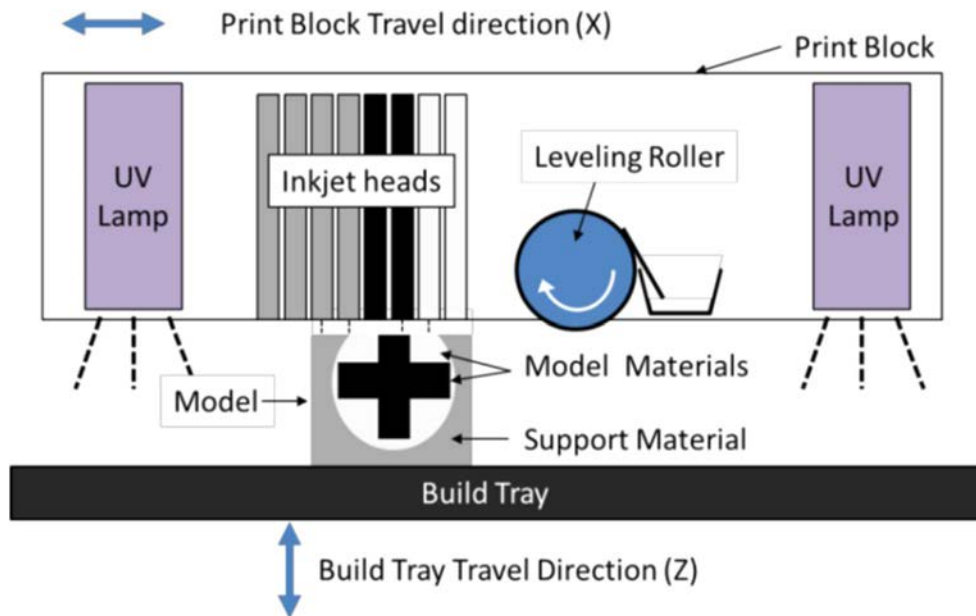 Print Block Travel direction (X)
Print Block
UV
Lamp
Inkjet heads
Leveling Roller
UV
Lamp
Model Materials
Model
Support Material
Build Tray
Build Tray Travel Direction (Z)